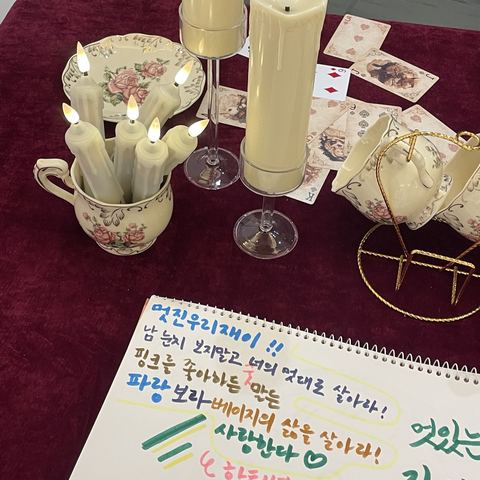 멋진우리재이 !!
남 눈치 보지말고 너의 멋대로 살아라!
핑크를 좋아하든 말든
파랑 보라 베이지의 삶을 살아라!
사랑한다 ♡
멋있는